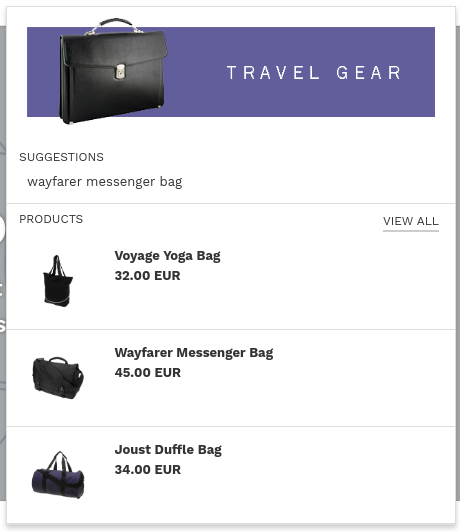 TRAVEL GEAR
SUGGESTIONS
wayfarer messenger bag
PRODUCTS
VIEW ALL
Voyage Yoga Bag
32.00 EUR
Wayfarer Messenger Bag
45.00 EUR
Joust Duffle Bag
34.00 EUR